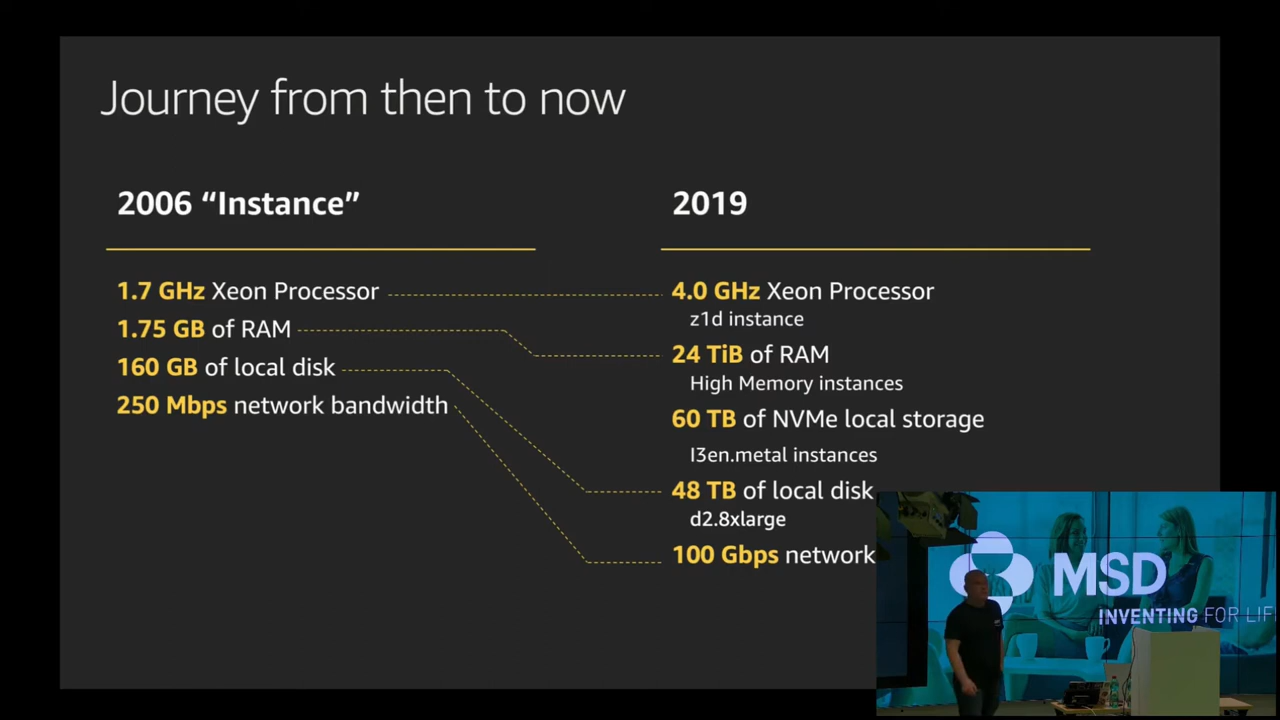 Journey from then to now
2006 “Instance”
1.7 GHz Xeon Processor
1.75 GB of RAM
160 GB of local disk
250 Mbps network bandwidth
2019
4.0 GHz Xeon Processor
z1d instance
24 TiB of RAM
High Memory instances
60 TB of NVMe local storage
I3en.metal instances
48 TB of local disk
d2.8xlarge
100 Gbps network
MSD
INVENTING FOR LIF